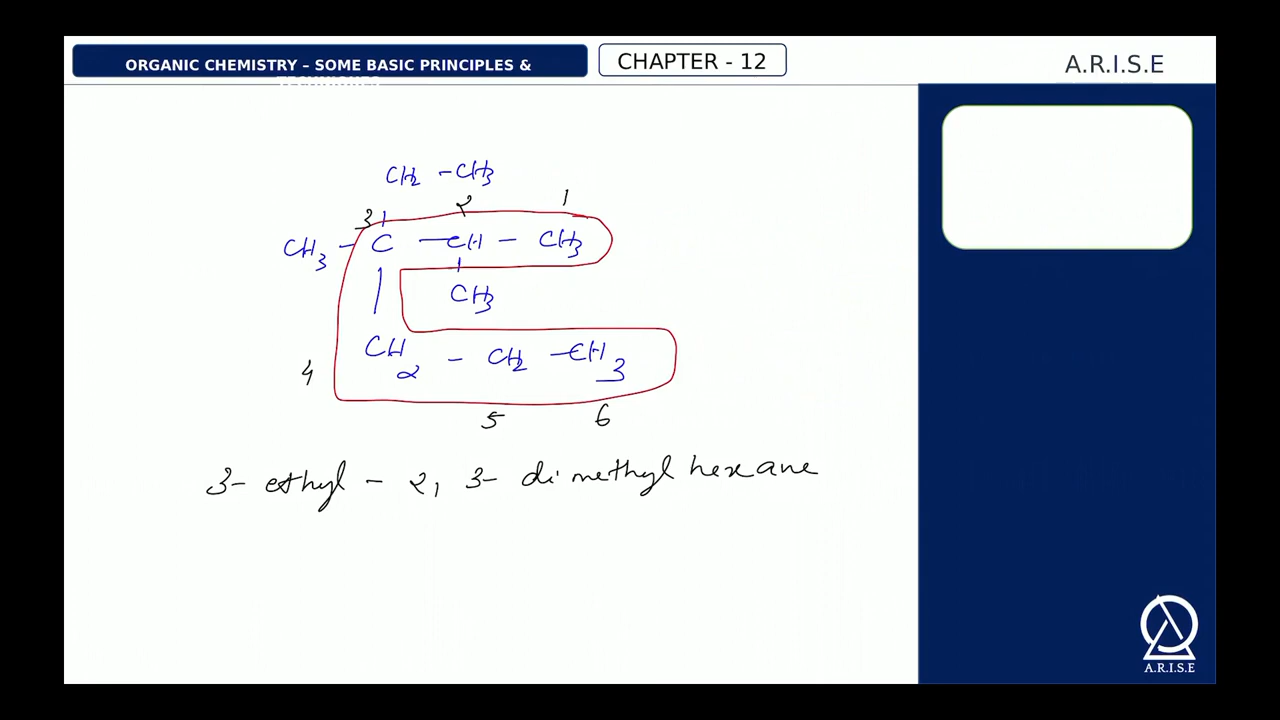 ORGANIC CHEMISTRY – SOME BASIC PRINCIPLES &
TECHNIQUES
CHAPTER - 12
A.R.I.S.E
CH2 - CH3
3 2 1
CH3 - C - CH - CH3
CH3
CH2 - CH2 - CH3
4
5 6
3- ethyl - 2, 3- dimethyl hexane
A.R.I.S.E